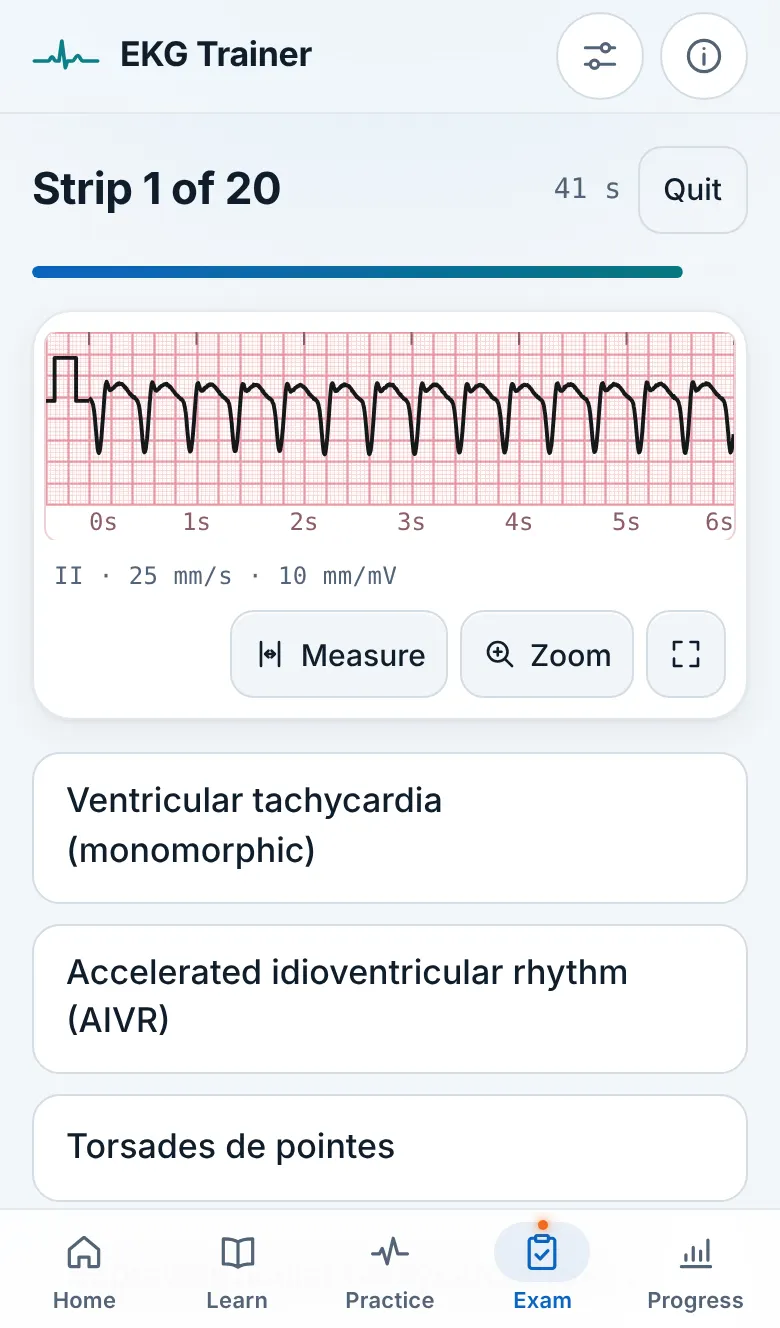 EKG Trainer
Strip 1 of 20
41 s
Quit
0s 1s 2s 3s 4s 5s 6s
II · 25 mm/s · 10 mm/mV
Measure
Zoom
Ventricular tachycardia
(monomorphic)
Accelerated idioventricular rhythm
(AIVR)
Torsades de pointes
Home
Learn
Practice
Exam
Progress